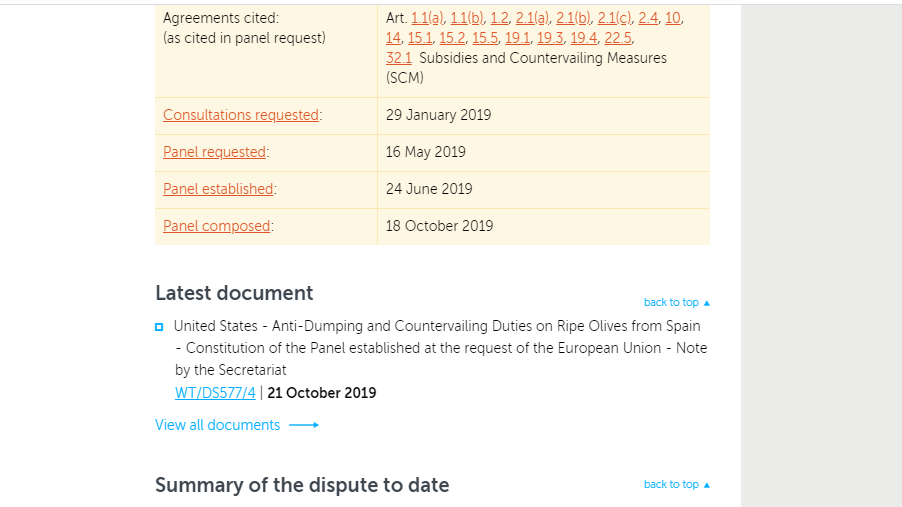 Agreements cited:
(as cited in panel request)
Art. 1.1(a), 1.1(b), 1.2, 2.1(a), 2.1(b), 2.1(c), 2.4, 10,
14, 15.1, 15.2, 15.5, 19.1, 19.3, 19.4, 22.5,
32.1 Subsidies and Countervailing Measures
(SCM)
Consultations requested: 29 January 2019
Panel requested: 16 May 2019
Panel established: 24 June 2019
Panel composed: 18 October 2019
Latest document
back to top ▲
United States - Anti-Dumping and Countervailing Duties on Ripe Olives from Spain
- Constitution of the Panel established at the request of the European Union - Note
by the Secretariat
WT/DS577/4 | 21 October 2019
View all documents
Summary of the dispute to date
back to top ▲